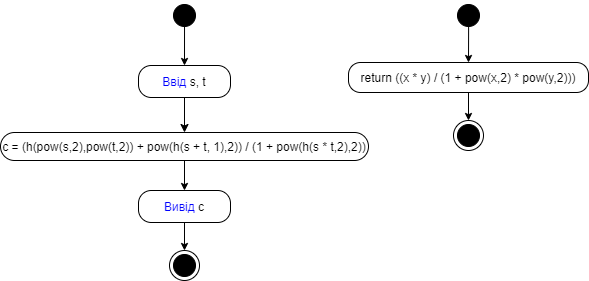 Ввід s, t
return ((x * y) / (1 + pow(x,2) * pow(y,2)))
c = (h(pow(s,2),pow(t,2)) + pow(h(s + t, 1),2)) / (1 + pow(h(s * t,2),2))
Вивід c